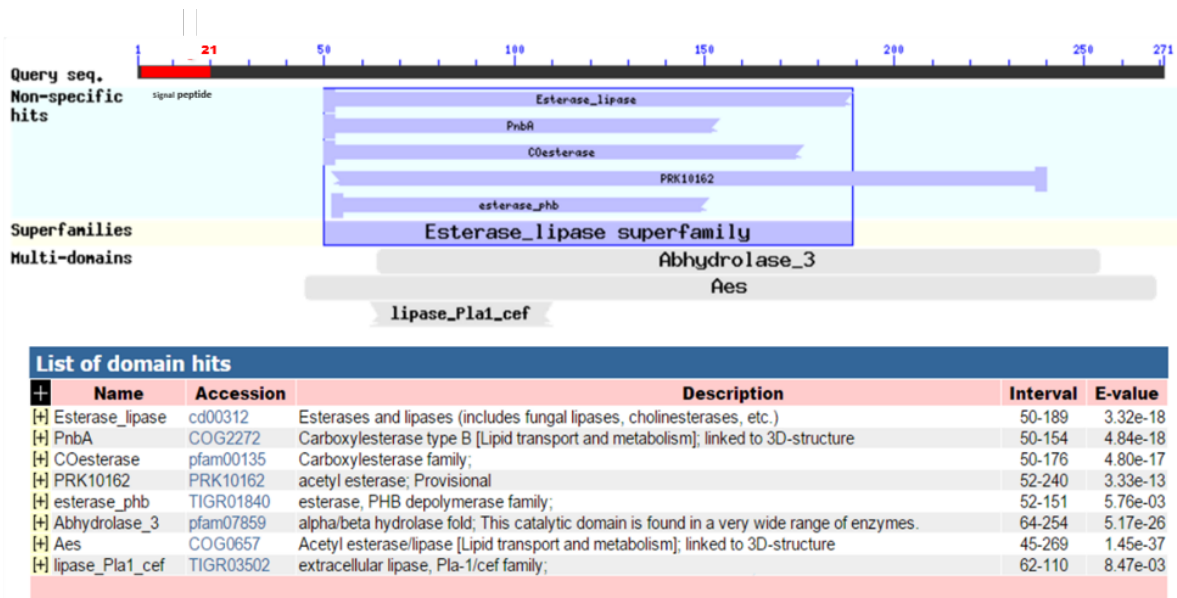 1 21 50 100 150 200 250 271
Query seq.
Signal peptide
Non-specific
hits
Esterase_lipase
PnbA
COesterase
PRK10162
esterase_phb
Superfamilies
Esterase_lipase superfamily
Multi-domains
Abhydrolase_3
Aes
lipase_Pla1_cef
List of domain hits
+ Name Accession Description Interval E-value
[+] Esterase_lipase cd00312 Esterases and lipases (includes fungal lipases, cholinesterases, etc.) 50-189 3.32e-18
[+] PnbA COG2272 Carboxylesterase type B [Lipid transport and metabolism]; linked to 3D-structure 50-154 4.84e-18
[+] COesterase pfam00135 Carboxylesterase family; 50-176 4.80e-17
[+] PRK10162 PRK10162 acetyl esterase; Provisional 52-240 3.33e-13
[+] esterase_phb TIGR01840 esterase, PHB depolymerase family; 52-151 5.76e-03
[+] Abhydrolase_3 pfam07859 alpha/beta hydrolase fold; This catalytic domain is found in a very wide range of enzymes. 64-254 5.17e-26
[+] Aes COG0657 Acetyl esterase/lipase [Lipid transport and metabolism]; linked to 3D-structure 45-269 1.45e-37
[+] lipase_Pla1_cef TIGR03502 extracellular lipase, Pla-1/cef family; 62-110 8.47e-03